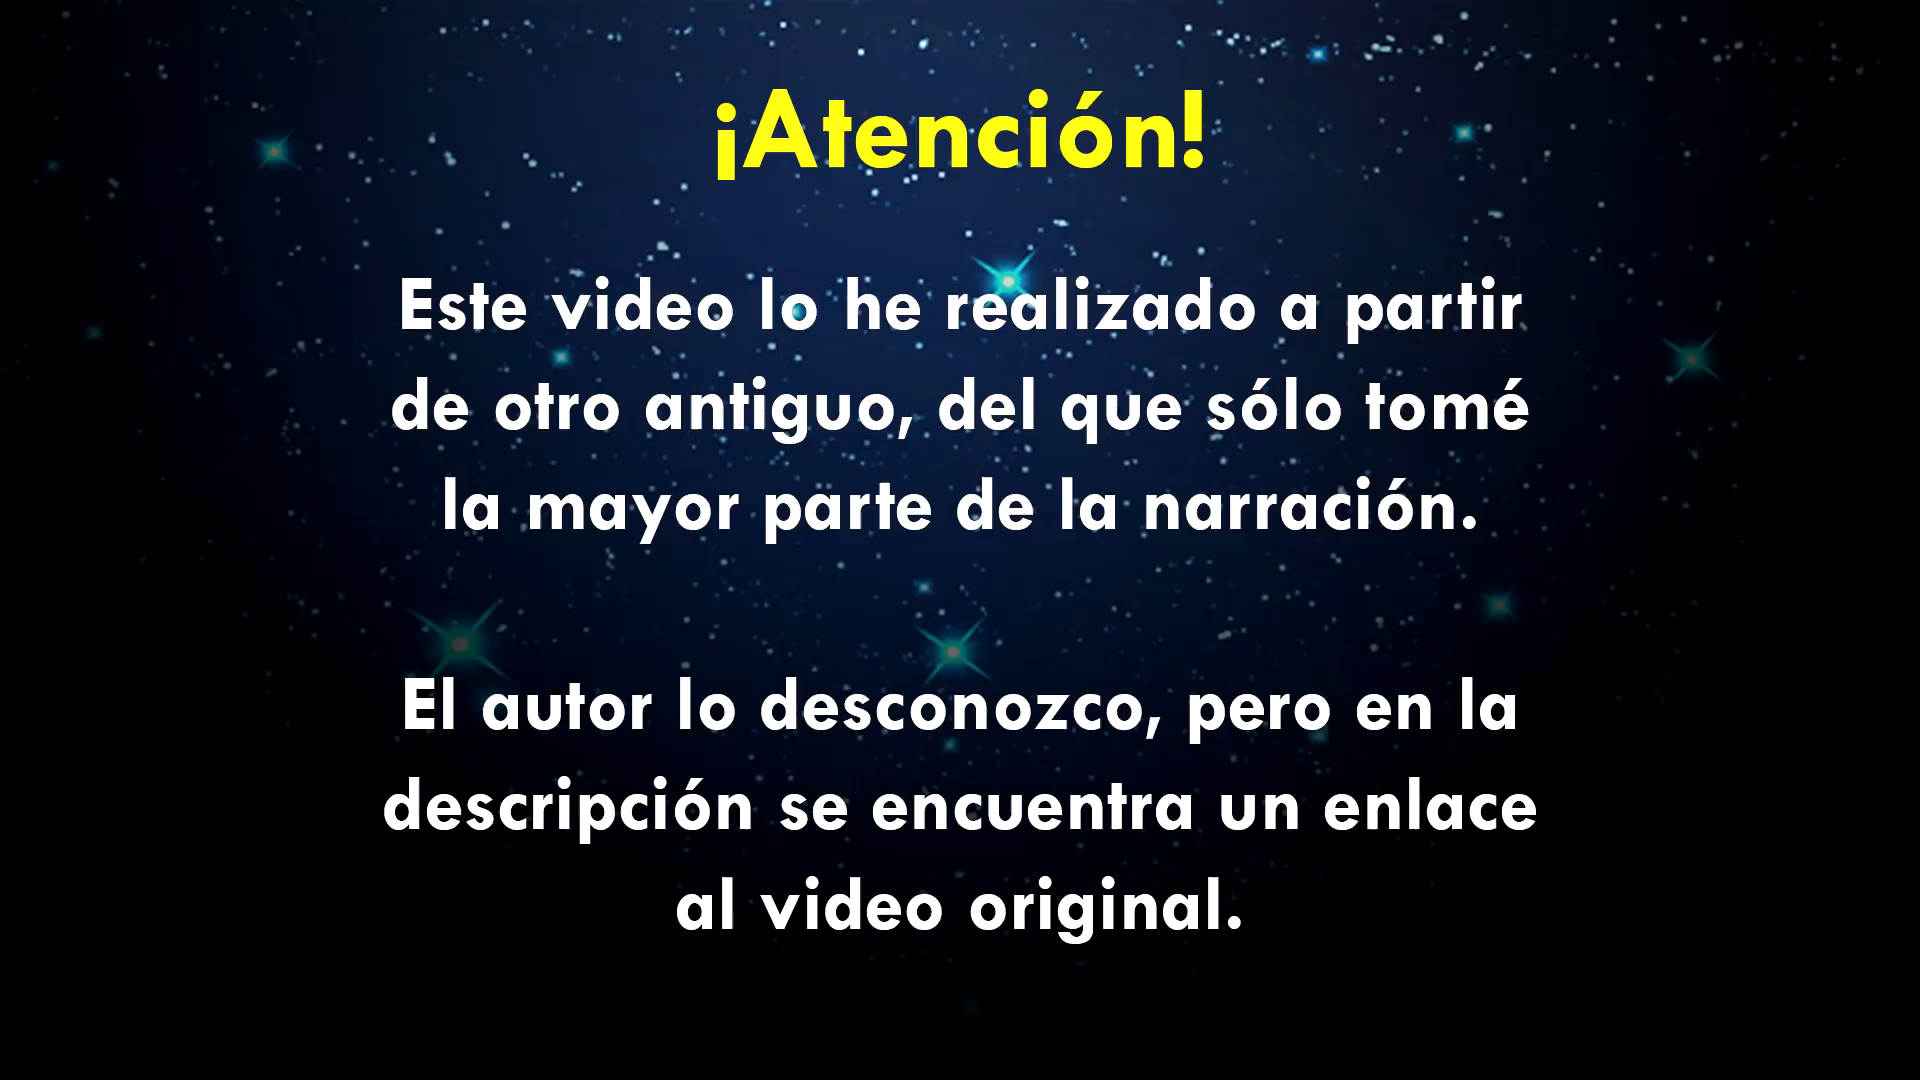 ¡Atención!
Este video lo he realizado a partir
de otro antiguo, del que sólo tomé
la mayor parte de la narración.
El autor lo desconozco, pero en la
descripción se encuentra un enlace
al video original.